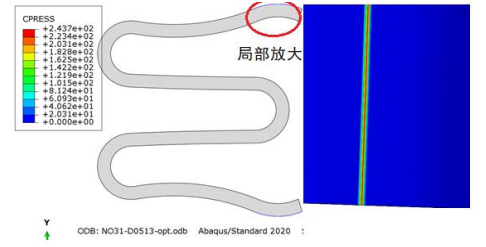 CPRESS
+2.437e+02
+2.234e+02
+2.031e+02
+1.828e+02
+1.625e+02
+1.422e+02
+1.219e+02
+1.015e+02
+8.124e+01
+6.093e+01
+4.062e+01
+2.031e+01
+0.000e+00
局部放大
Y
ODB: NO31-D0513-opt.odb Abaqus/Standard 2020